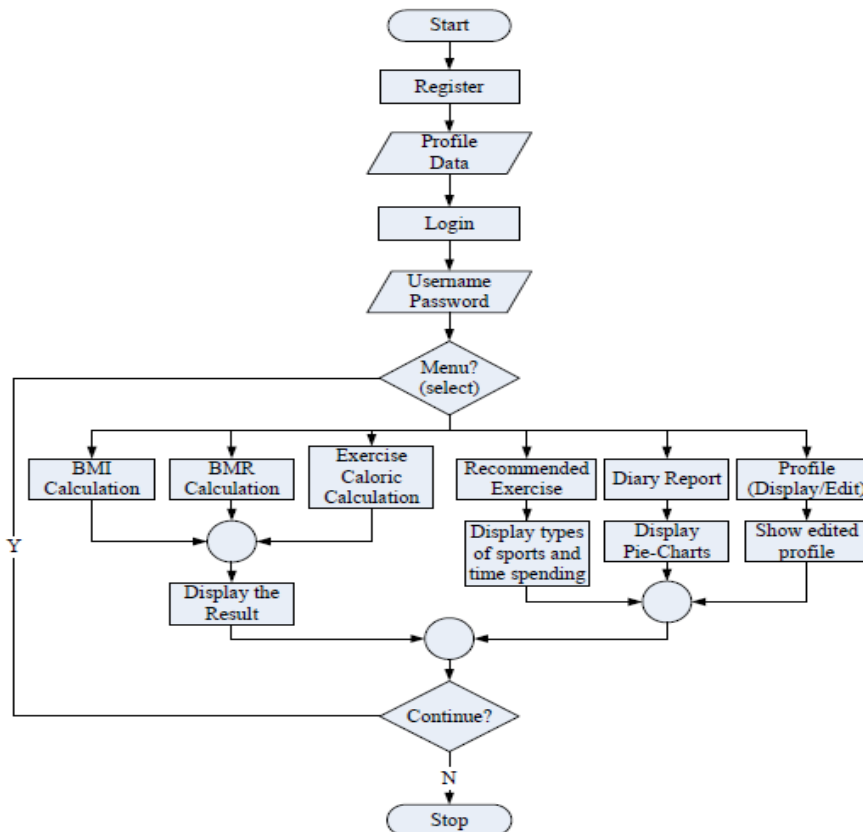 Start
Register
Profile
Data
Login
Username
Password
Menu?
(select)
BMI
Calculation
BMR
Calculation
Exercise
Caloric
Calculation
Recommended
Exercise
Diary Report
Profile
(Display/Edit)
Display types
of sports and
time spending
Display
Pie-Charts
Show edited
profile
Y
Display the
Result
Continue?
N
Stop